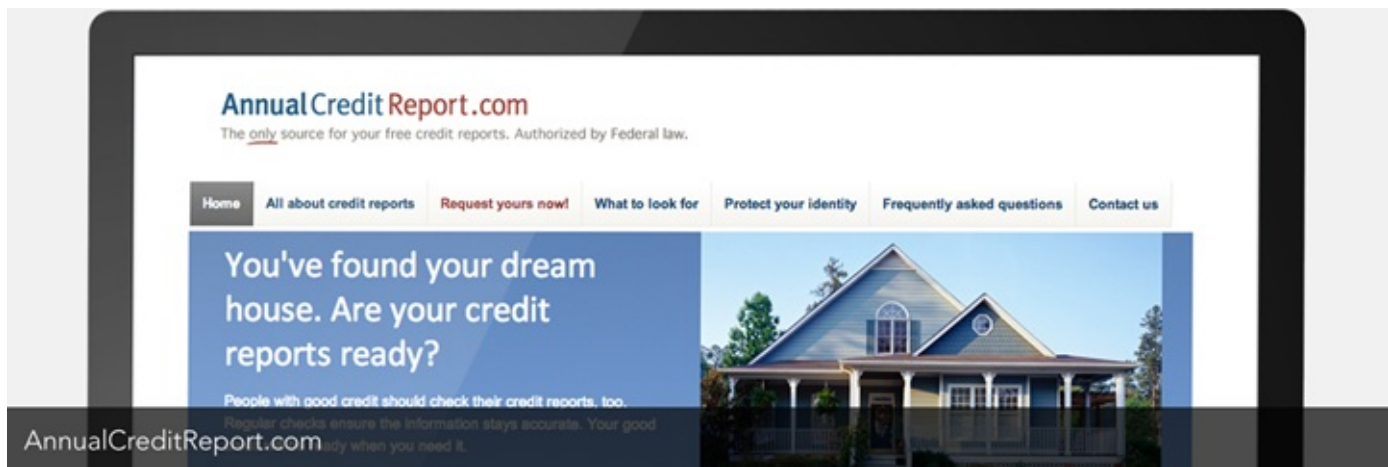 AnnualCreditReport.com
The only source for your free credit reports. Authorized by Federal law.
Home All about credit reports Request yours now! What to look for Protect your identity Frequently asked questions Contact us
You've found your dream
house. Are your credit
reports ready?
People with good credit should check their credit reports, too.
Regular checks ensure the information stays accurate. Your good
ready when you need it.
AnnualCreditReport.com